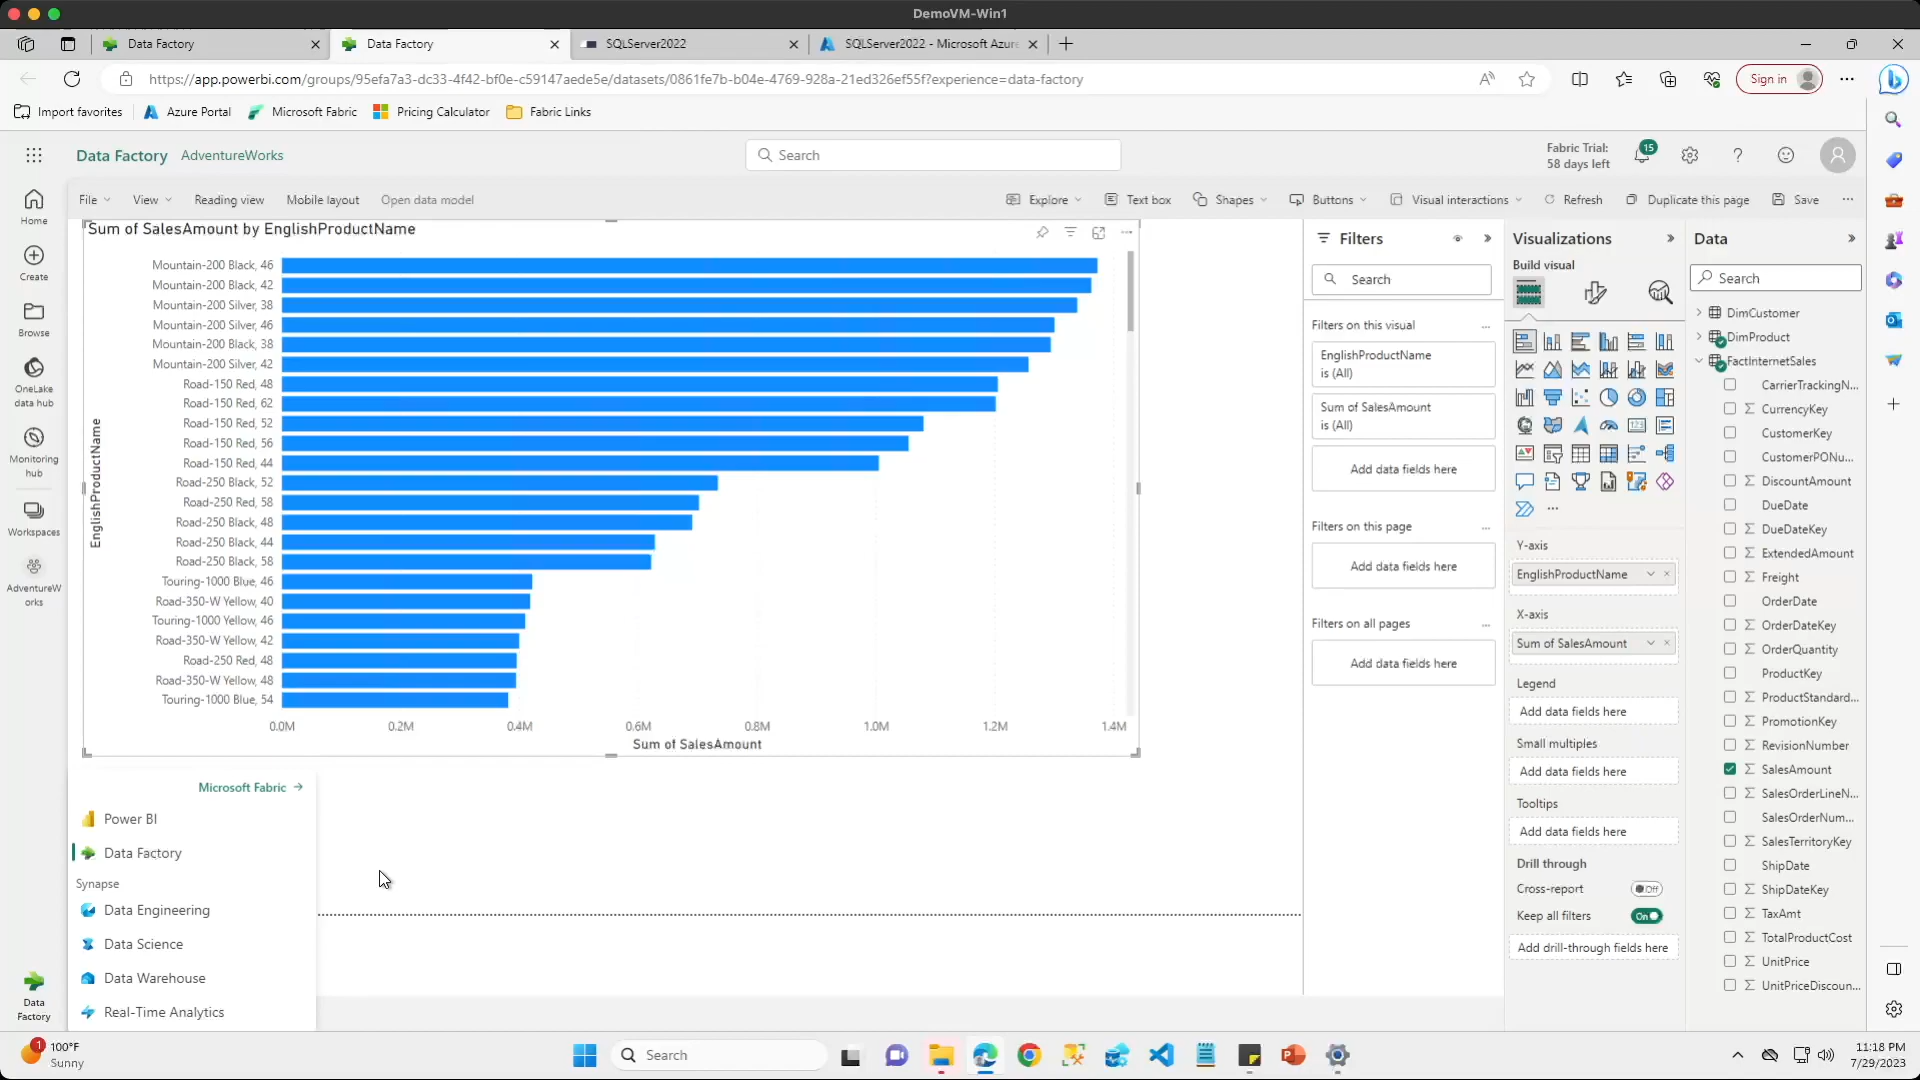 DemoVM-Win1
Data Factory
Data Factory
SQLServer2022
SQLServer2022 - Microsoft Azure
https://app.powerbi.com/groups/95efa7a3-dc33-4f42-bf0e-c59147aede5e/datasets/0861fe7b-b04e-4769-928a-21ed326ef55f?experience=data-factory
Sign in
Import favorites
Azure Portal
Microsoft Fabric
Pricing Calculator
Fabric Links
Data Factory AdventureWorks
Search
Fabric Trial:
58 days left
15
File
View
Reading view
Mobile layout
Open data model
Explore
Text box
Shapes
Buttons
Visual interactions
Refresh
Duplicate this page
Save
Home
Create
Browse
OneLake
data hub
Monitoring
hub
Workspaces
AdventureW
orks
Data
Factory
Sum of SalesAmount by EnglishProductName
EnglishProductName
Mountain-200 Black, 46
Mountain-200 Black, 42
Mountain-200 Silver, 38
Mountain-200 Silver, 46
Mountain-200 Black, 38
Mountain-200 Silver, 42
Road-150 Red, 48
Road-150 Red, 62
Road-150 Red, 52
Road-150 Red, 56
Road-150 Red, 44
Road-250 Black, 52
Road-250 Red, 58
Road-250 Black, 48
Road-250 Black, 44
Road-250 Black, 58
Touring-1000 Blue, 46
Road-350-W Yellow, 40
Touring-1000 Yellow, 46
Road-350-W Yellow, 42
Road-250 Red, 48
Road-350-W Yellow, 48
Touring-1000 Blue, 54
0.0M 0.2M 0.4M 0.6M 0.8M 1.0M 1.2M 1.4M
Sum of SalesAmount
Microsoft Fabric →
Power BI
Data Factory
Synapse
Data Engineering
Data Science
Data Warehouse
Real-Time Analytics
Filters
Search
Filters on this visual
EnglishProductName
is (All)
Sum of SalesAmount
is (All)
Add data fields here
Filters on this page
Add data fields here
Filters on all pages
Add data fields here
Visualizations
Build visual
Y-axis
EnglishProductName
X-axis
Sum of SalesAmount
Legend
Add data fields here
Small multiples
Add data fields here
Tooltips
Add data fields here
Drill through
Cross-report
Off
Keep all filters
On
Add drill-through fields here
Data
Search
DimCustomer
DimProduct
FactInternetSales
CarrierTrackingN...
CurrencyKey
CustomerKey
CustomerPONu...
DiscountAmount
DueDate
DueDateKey
ExtendedAmount
Freight
OrderDate
OrderDateKey
OrderQuantity
ProductKey
ProductStandard...
PromotionKey
RevisionNumber
SalesAmount
SalesOrderLineN...
SalesOrderNum...
SalesTerritoryKey
ShipDate
ShipDateKey
TaxAmt
TotalProductCost
UnitPrice
UnitPriceDiscoun...
1
100°F
Sunny
Search
11:18 PM
7/29/2023